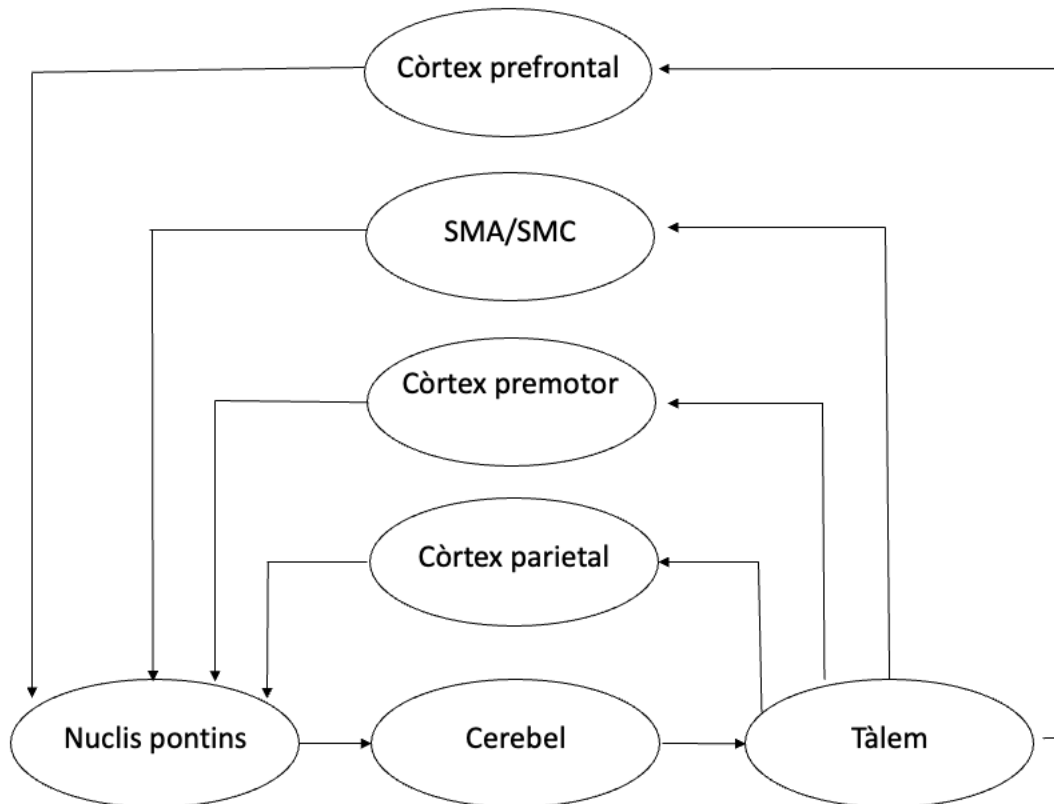 Còrtex prefrontal
SMA/SMC
Còrtex premotor
Còrtex parietal
Nuclis pontins
Cerebel
Tàlem